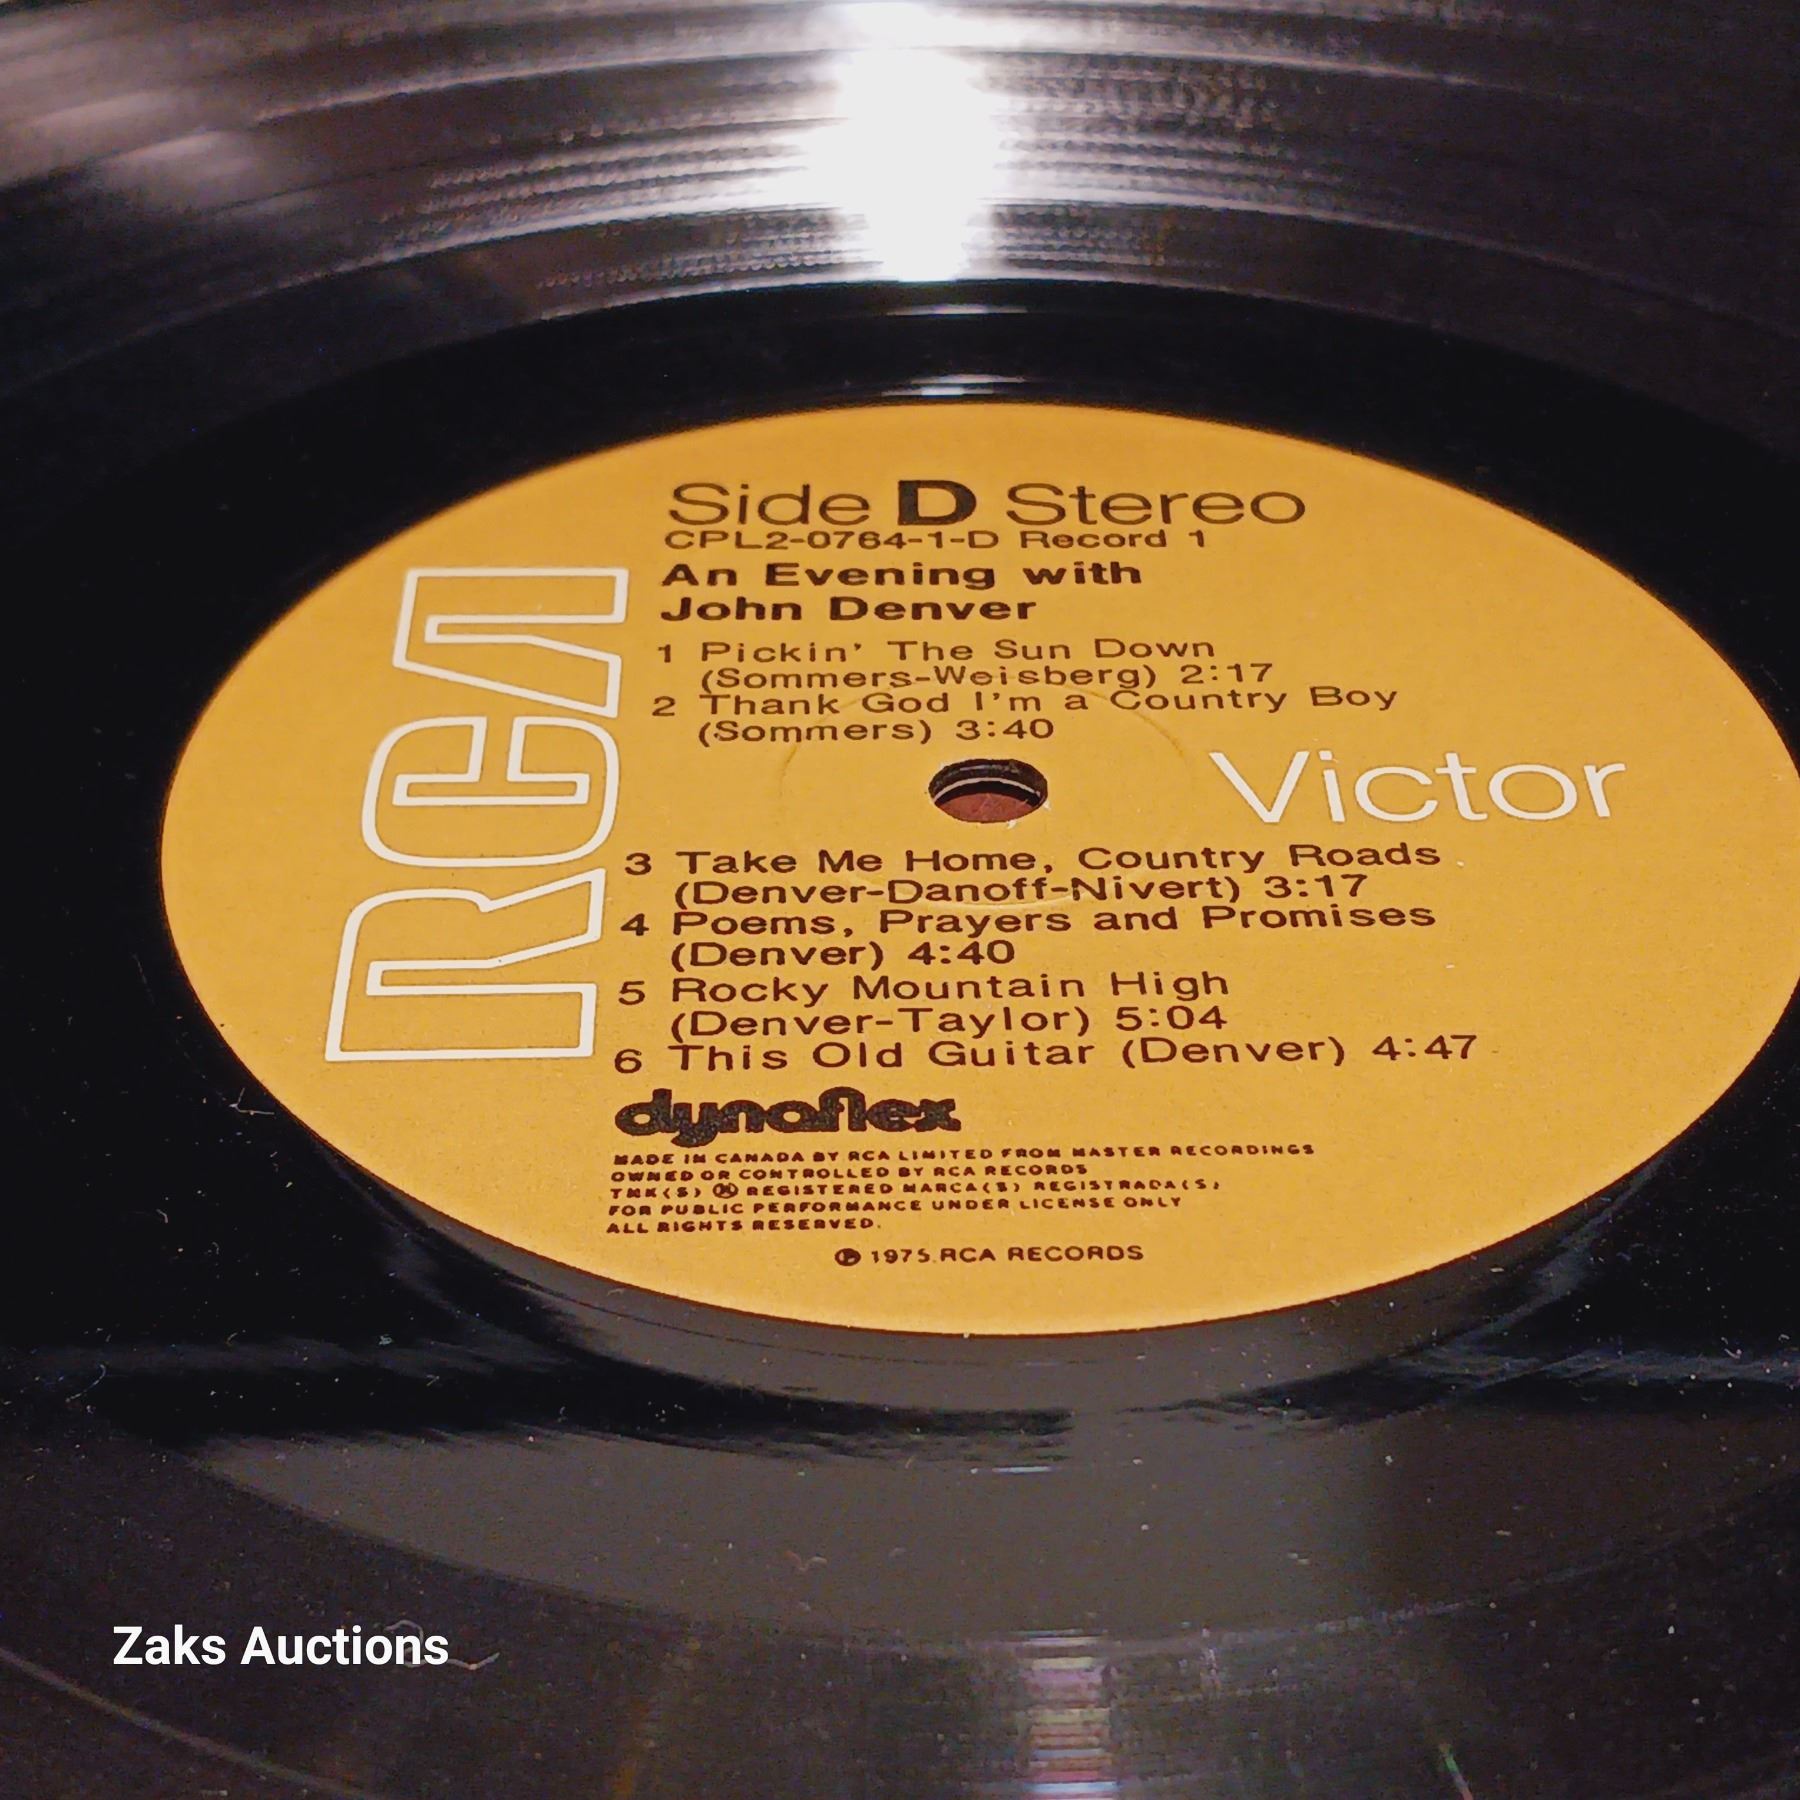 Side D Stereo
CPL2-0764-1-D Record 1
An Evening with
John Denver
1 Pickin' The Sun Down
(Sommers-Weisberg) 2:17
2 Thank God I'm a Country Boy
(Sommers) 3:40
RCA
Victor
3 Take Me Home, Country Roads
(Denver-Danoff-Nivert) 3:17
4 Poems, Prayers and Promises
(Denver) 4:40
5 Rocky Mountain High
(Denver-Taylor) 5:04
6 This Old Guitar (Denver) 4:47
dynaflex
MADE IN CANADA BY RCA LIMITED FROM MASTER RECORDINGS
OWNED OR CONTROLLED BY RCA RECORDS
TMK(S) ® REGISTERED MARCA(S) REGISTRADA(S)
FOR PUBLIC PERFORMANCE UNDER LICENSE ONLY
ALL RIGHTS RESERVED.
℗ 1975 RCA RECORDS
Zaks Auctions